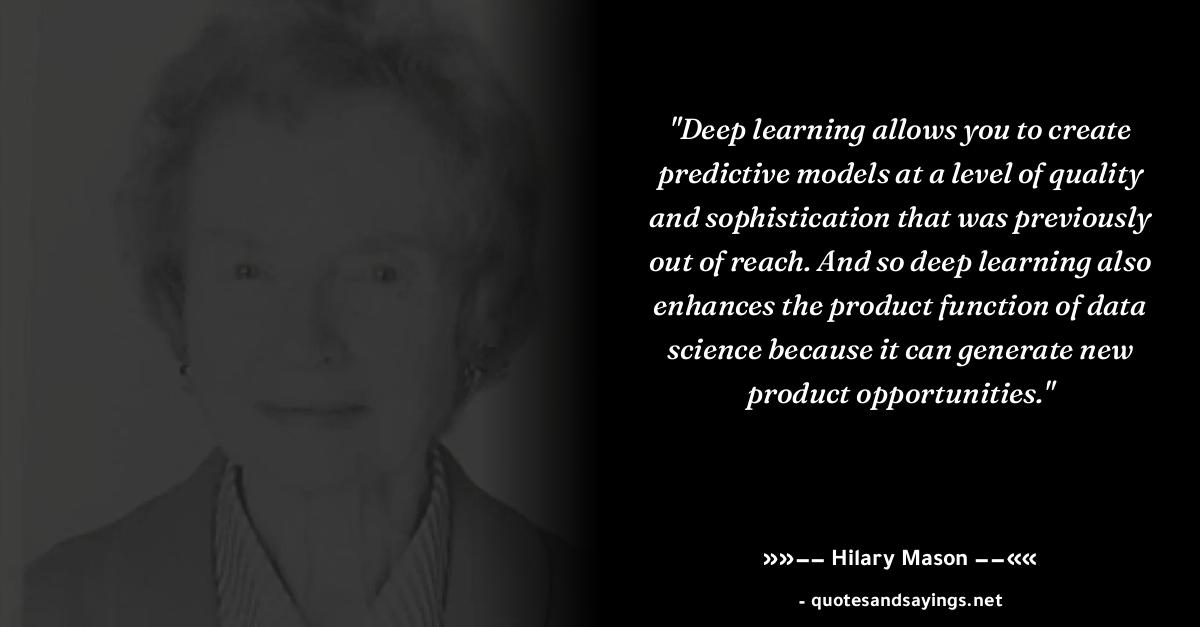 "Deep learning allows you to create
predictive models at a level of quality
and sophistication that was previously
out of reach. And so deep learning also
enhances the product function of data
science because it can generate new
product opportunities."
»»−− Hilary Mason −−««
- quotesandsayings.net